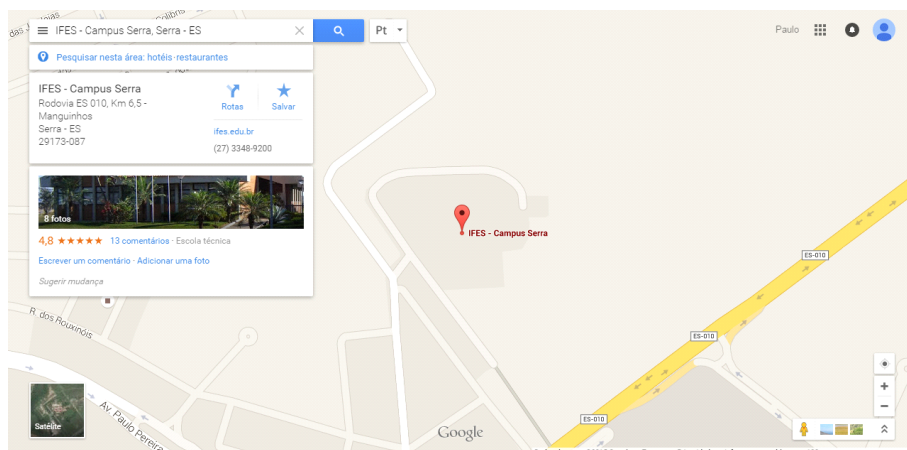 das
Colibris
IFES - Campus Serra, Serra - ES
Pt
Paulo
Pesquisar nesta área: hotéis·restaurantes
IFES - Campus Serra
Rodovia ES 010, Km 6,5 -
Manguinhos
Serra - ES
29173-087
Rotas
Salvar
ifes.edu.br
(27) 3348-9200
8 fotos
4,8 ★★★★★ 13 comentários · Escola técnica
Escrever um comentário · Adicionar uma foto
Sugerir mudança
IFES - Campus Serra
ES-010
R. dos Rouxinóis
ES-010
ES-010
Av. Paulo Pereira
Satélite
Google